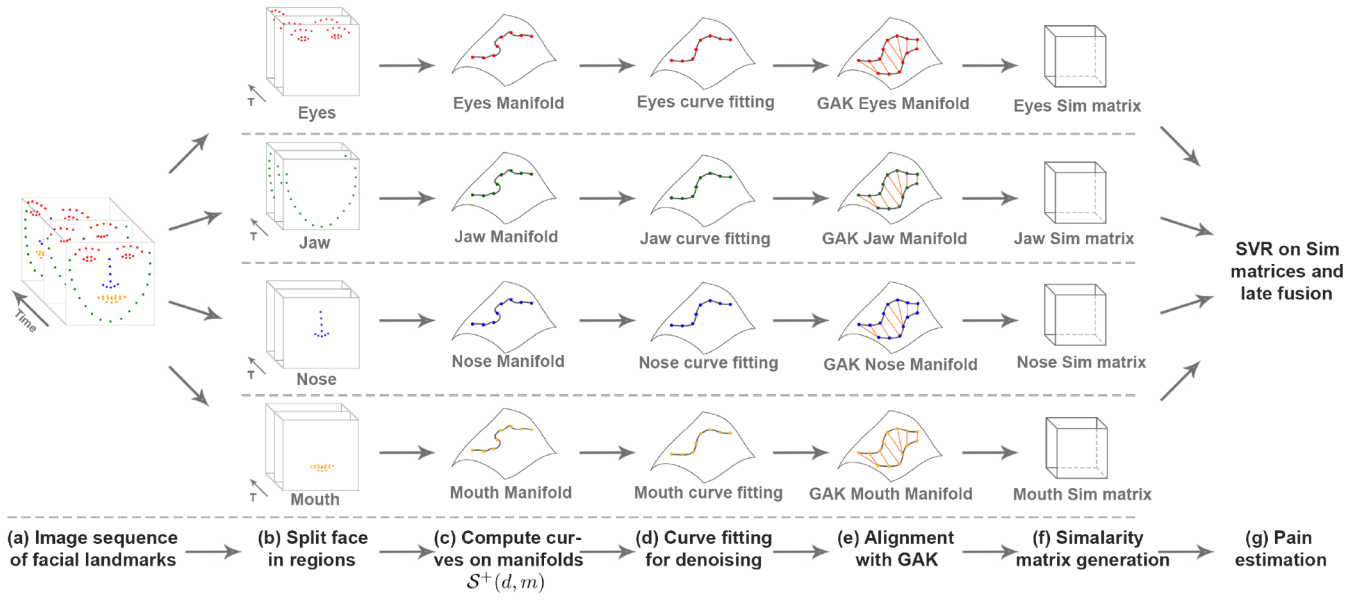 T
Eyes
Eyes Manifold
Eyes curve fitting
GAK Eyes Manifold
Eyes Sim matrix
T
Jaw
Jaw Manifold
Jaw curve fitting
GAK Jaw Manifold
Jaw Sim matrix
Time
SVR on Sim
matrices and
late fusion
T
Nose
Nose Manifold
Nose curve fitting
GAK Nose Manifold
Nose Sim matrix
T
Mouth
Mouth Manifold
Mouth curve fitting
GAK Mouth Manifold
Mouth Sim matrix
(a) Image sequence
of facial landmarks
(b) Split face
in regions
(c) Compute cur-
ves on manifolds
S⁺(d, m)
(d) Curve fitting
for denoising
(e) Alignment
with GAK
(f) Simalarity
matrix generation
(g) Pain
estimation